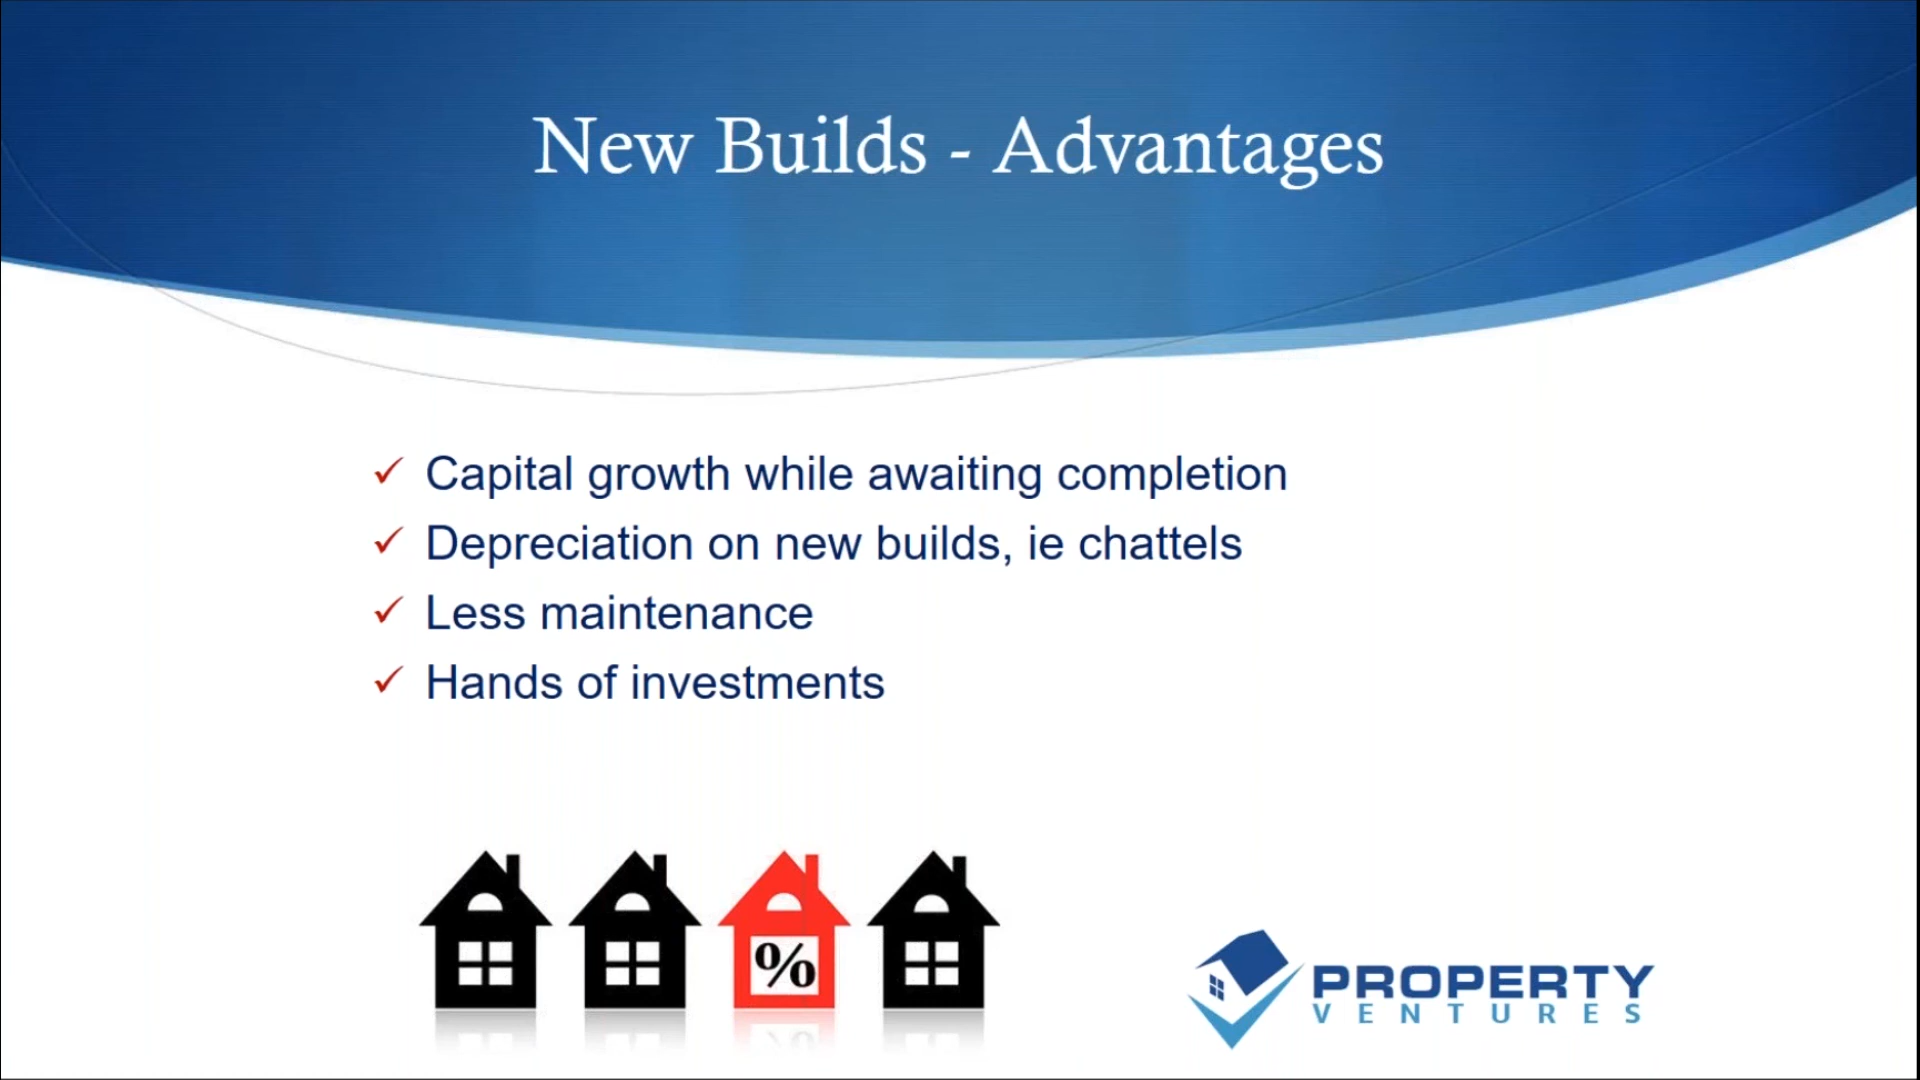 New Builds - Advantages
Capital growth while awaiting completion
Depreciation on new builds, ie chattels
Less maintenance
Hands of investments
%
PROPERTY
VENTURES